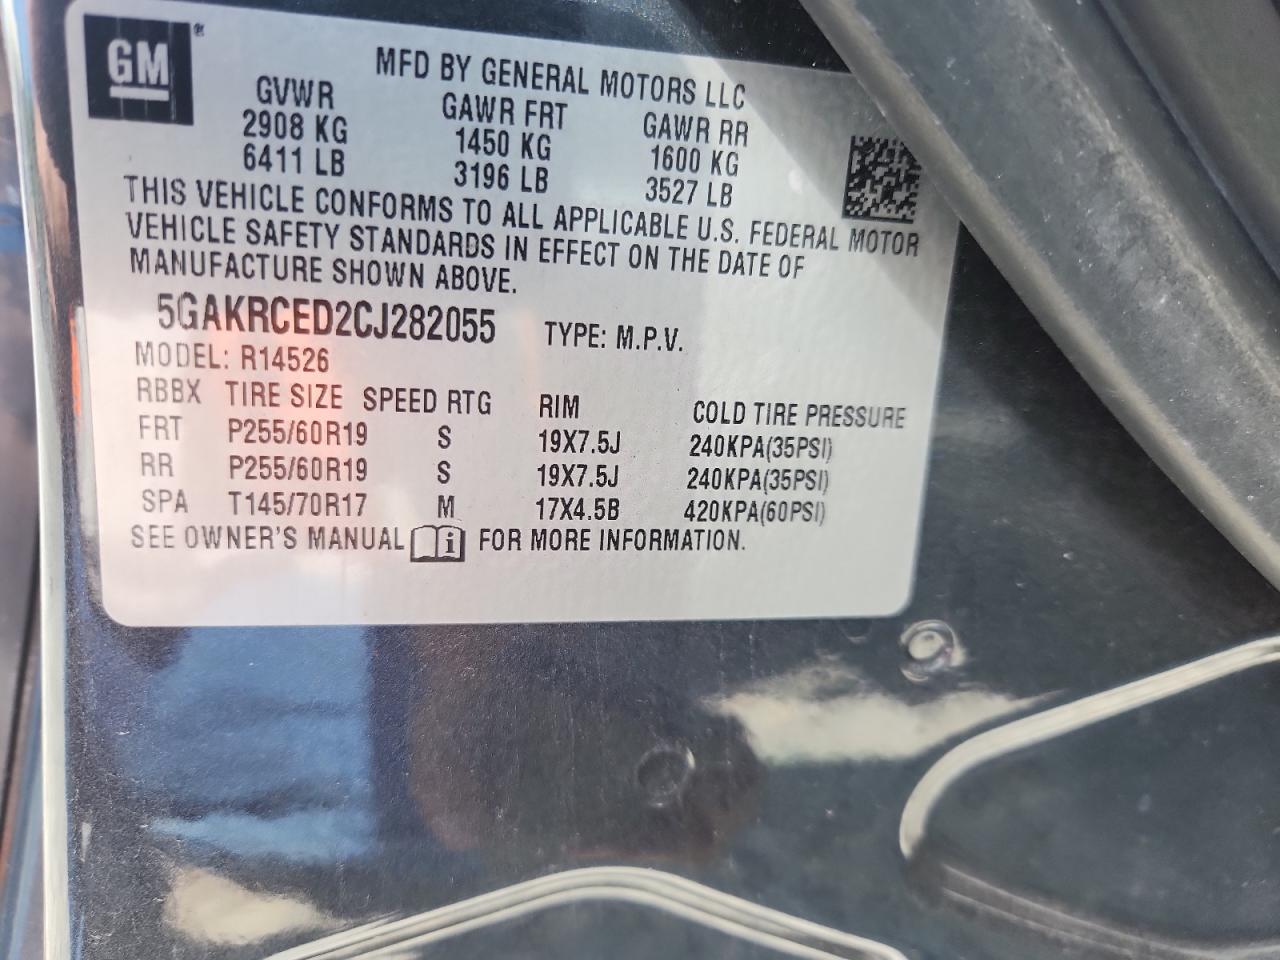 GM®
MFD BY GENERAL MOTORS LLC
GVWR GAWR FRT GAWR RR
2908 KG 1450 KG 1600 KG
6411 LB 3196 LB 3527 LB
THIS VEHICLE CONFORMS TO ALL APPLICABLE U.S. FEDERAL MOTOR
VEHICLE SAFETY STANDARDS IN EFFECT ON THE DATE OF
MANUFACTURE SHOWN ABOVE.
5GAKRCED2CJ282055 TYPE: M.P.V.
MODEL: R14526
RBBX TIRE SIZE SPEED RTG RIM COLD TIRE PRESSURE
FRT P255/60R19 S 19X7.5J 240KPA(35PSI)
RR P255/60R19 S 19X7.5J 240KPA(35PSI)
SPA T145/70R17 M 17X4.5B 420KPA(60PSI)
SEE OWNER'S MANUAL i FOR MORE INFORMATION.